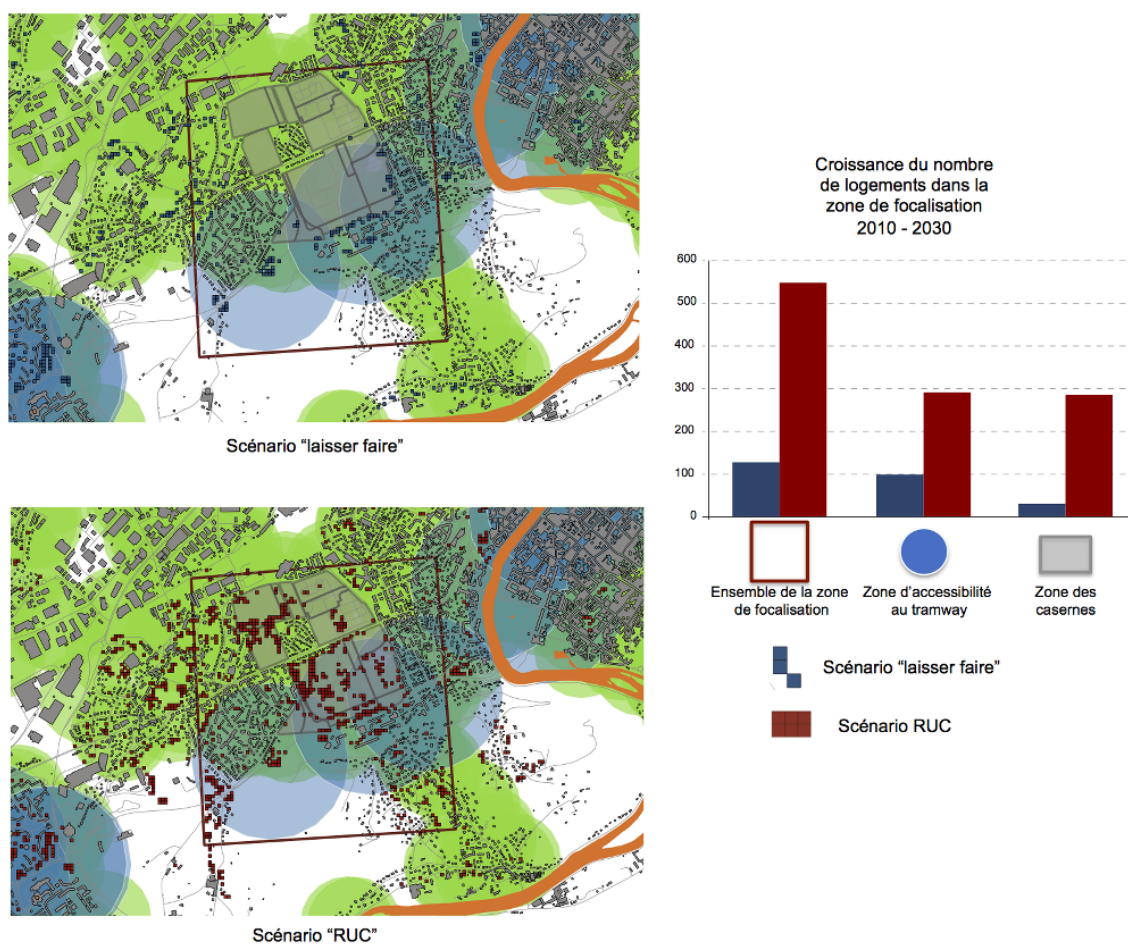 Scénario “laisser faire”
Scénario “RUC”
Croissance du nombre
de logements dans la
zone de focalisation
2010 - 2030
600
500
400
300
200
100
0
Ensemble de la zone
de focalisation
Zone d’accessibilité
au tramway
Zone des
casernes
Scénario “laisser faire”
Scénario RUC